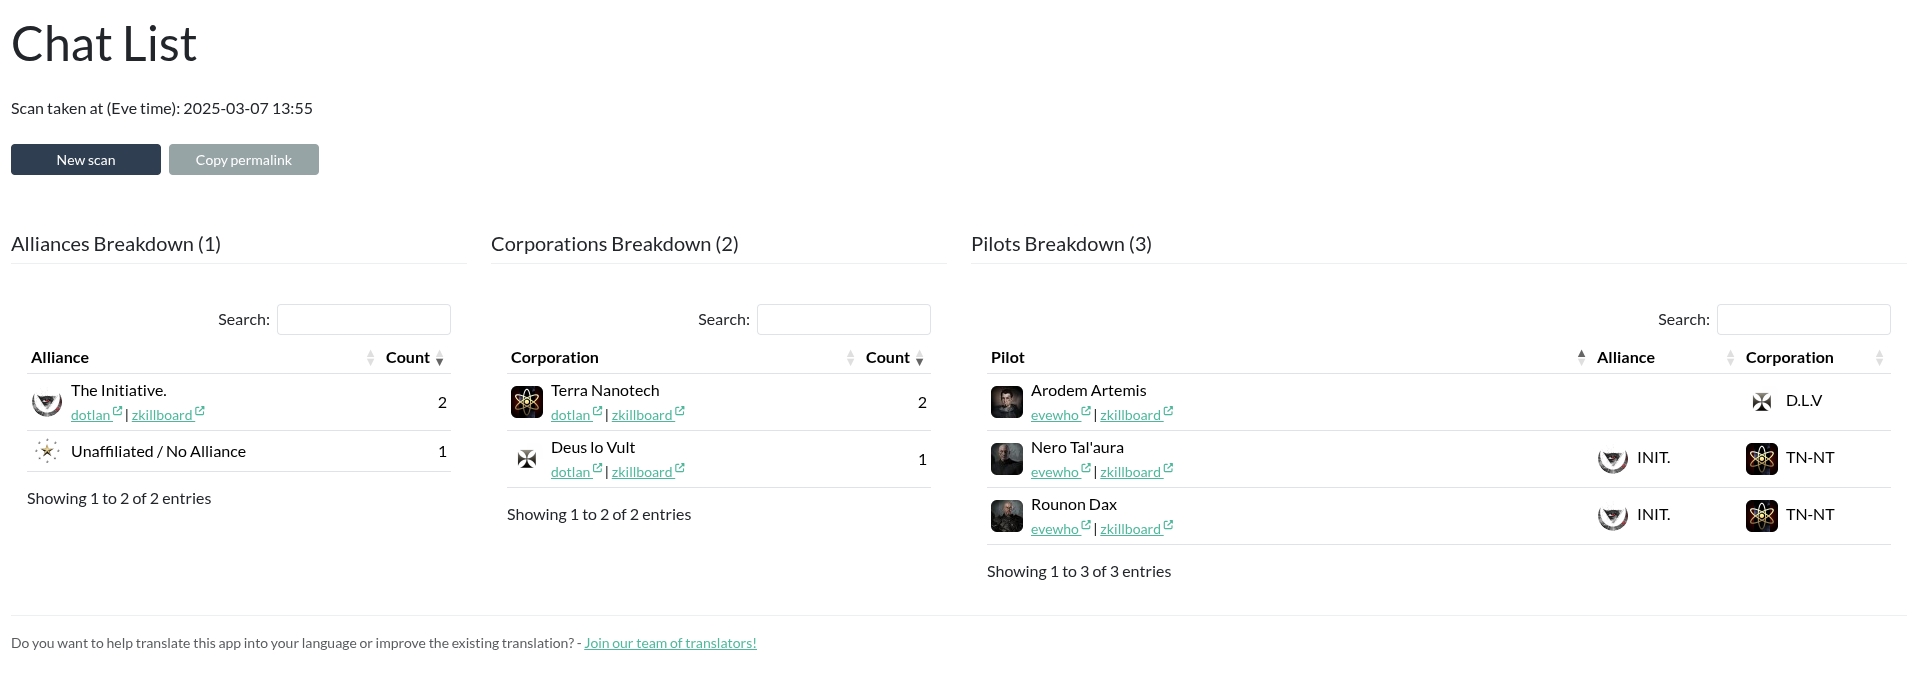 Chat List
Scan taken at (Eve time): 2025-03-07 13:55
New scan
Copy permalink
Alliances Breakdown (1)
Search:
Alliance Count
The Initiative. 2
dotlan | zkillboard
Unaffiliated / No Alliance 1
Showing 1 to 2 of 2 entries
Corporations Breakdown (2)
Search:
Corporation Count
Terra Nanotech 2
dotlan | zkillboard
Deus lo Vult 1
dotlan | zkillboard
Showing 1 to 2 of 2 entries
Pilots Breakdown (3)
Search:
Pilot Alliance Corporation
Arodem Artemis D.L.V
evewho | zkillboard
Nero Tal'aura INIT. TN-NT
evewho | zkillboard
Rounon Dax INIT. TN-NT
evewho | zkillboard
Showing 1 to 3 of 3 entries
Do you want to help translate this app into your language or improve the existing translation? - Join our team of translators!